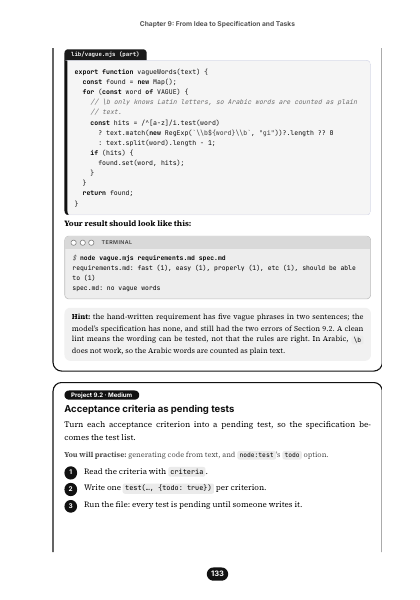 Chapter 9: From Idea to Specification and Tasks
lib/vague.mjs (part)
export function vagueWords(text) {
  const found = new Map();
  for (const word of VAGUE) {
    // \b only knows Latin letters, so Arabic words are counted as plain
    // text.
    const hits = /^[a-z]/i.test(word)
      ? text.match(new RegExp(`\\b${word}\\b`, "gi"))?.length ?? 0
      : text.split(word).length - 1;
    if (hits) {
      found.set(word, hits);
    }
  }
  return found;
}
Your result should look like this:
TERMINAL
$ node vague.mjs requirements.md spec.md
requirements.md: fast (1), easy (1), properly (1), etc (1), should be able
to (1)
spec.md: no vague words
Hint: the hand-written requirement has five vague phrases in two sentences; the
model's specification has none, and still had the two errors of Section 9.2. A clean
lint means the wording can be tested, not that the rules are right. In Arabic, \b
does not work, so the Arabic words are counted as plain text.
Project 9.2 · Medium
Acceptance criteria as pending tests
Turn each acceptance criterion into a pending test, so the specification be-
comes the test list.
You will practise: generating code from text, and node:test's todo option.
1 Read the criteria with criteria.
2 Write one test(…, {todo: true}) per criterion.
3 Run the file: every test is pending until someone writes it.
133